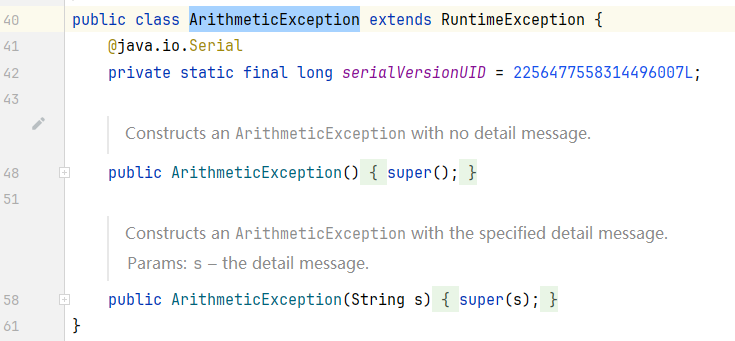 40 public class ArithmeticException extends RuntimeException {
41 @java.io.Serial
42 private static final long serialVersionUID = 2256477558314496007L;
43
Constructs an ArithmeticException with no detail message.
48 public ArithmeticException() { super(); }
51
Constructs an ArithmeticException with the specified detail message.
Params: s – the detail message.
58 public ArithmeticException(String s) { super(s); }
61 }